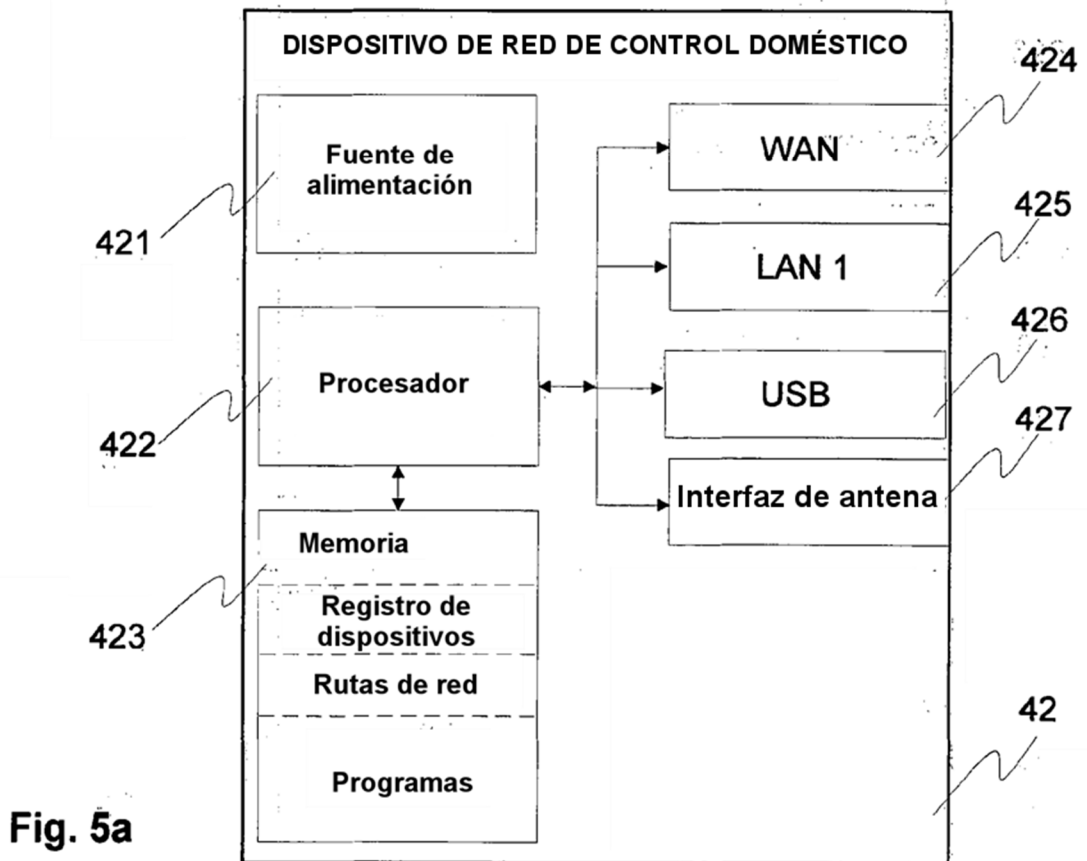 DISPOSITIVO DE RED DE CONTROL DOMÉSTICO
424
Fuente de
alimentación
WAN
421
425
LAN 1
426
Procesador
USB
422
427
Interfaz de antena
Memoria
423
Registro de
dispositivos
Rutas de red
42
Programas
Fig. 5a